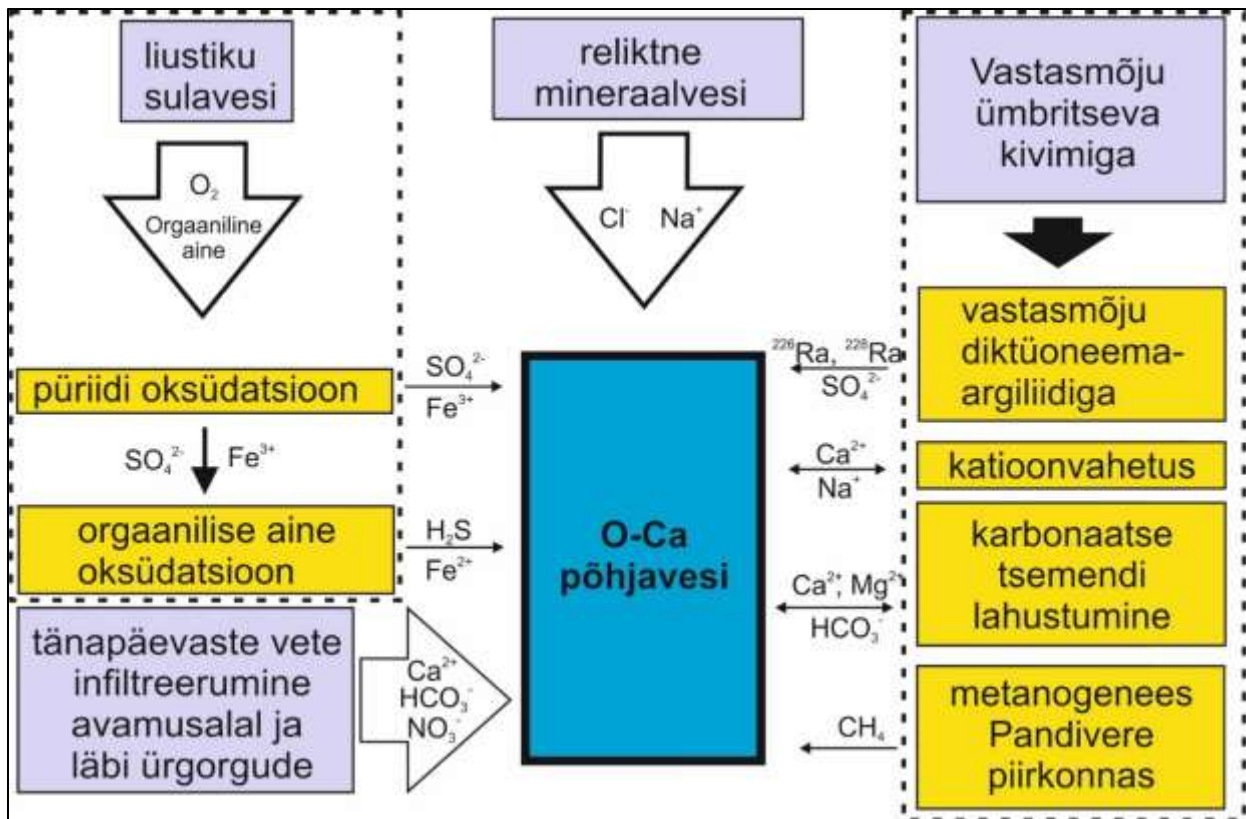 liustiku
sulavesi
O₂
Orgaaniline
aine
püriidi oksüdatsioon
SO₄²⁻
Fe³⁺
SO₄²⁻ Fe³⁺
orgaanilise aine
oksüdatsioon
H₂S
Fe²⁺
tänapäevaste vete
infiltreerumine
avamusalal ja
läbi ürgorgude
Ca²⁺
HCO₃⁻
NO₃⁻
reliktne
mineraalvesi
Cl⁻ Na⁺
O-Ca
põhjavesi
Vastasmõju
ümbritseva
kivimiga
²²⁶Ra, ²²⁸Ra
SO₄²⁻
vastasmõju
diktüoneema-
argiliidiga
Ca²⁺
Na⁺
katioonvahetus
Ca²⁺, Mg²⁺
HCO₃⁻
karbonaatse
tsemendi
lahustumine
CH₄
metanogenees
Pandivere
piirkonnas